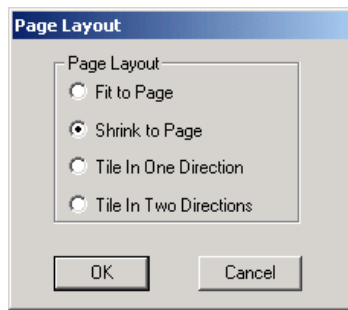 Page Layout
Page Layout
Fit to Page
Shrink to Page
Tile In One Direction
Tile In Two Directions
OK Cancel